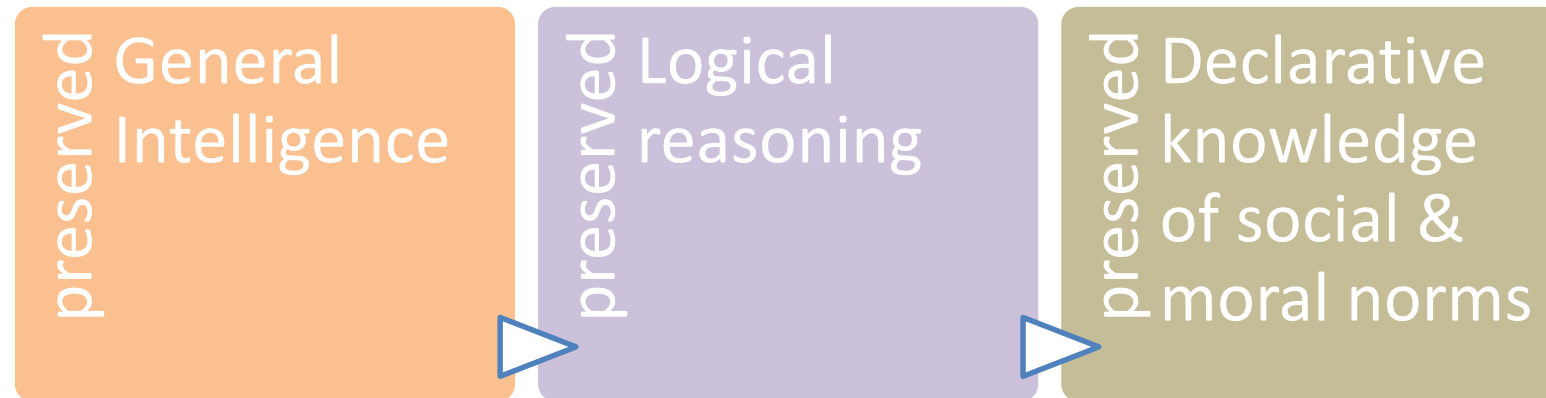 preserved
General
Intelligence
preserved
Logical
reasoning
preserved
Declarative
knowledge
of social &
moral norms